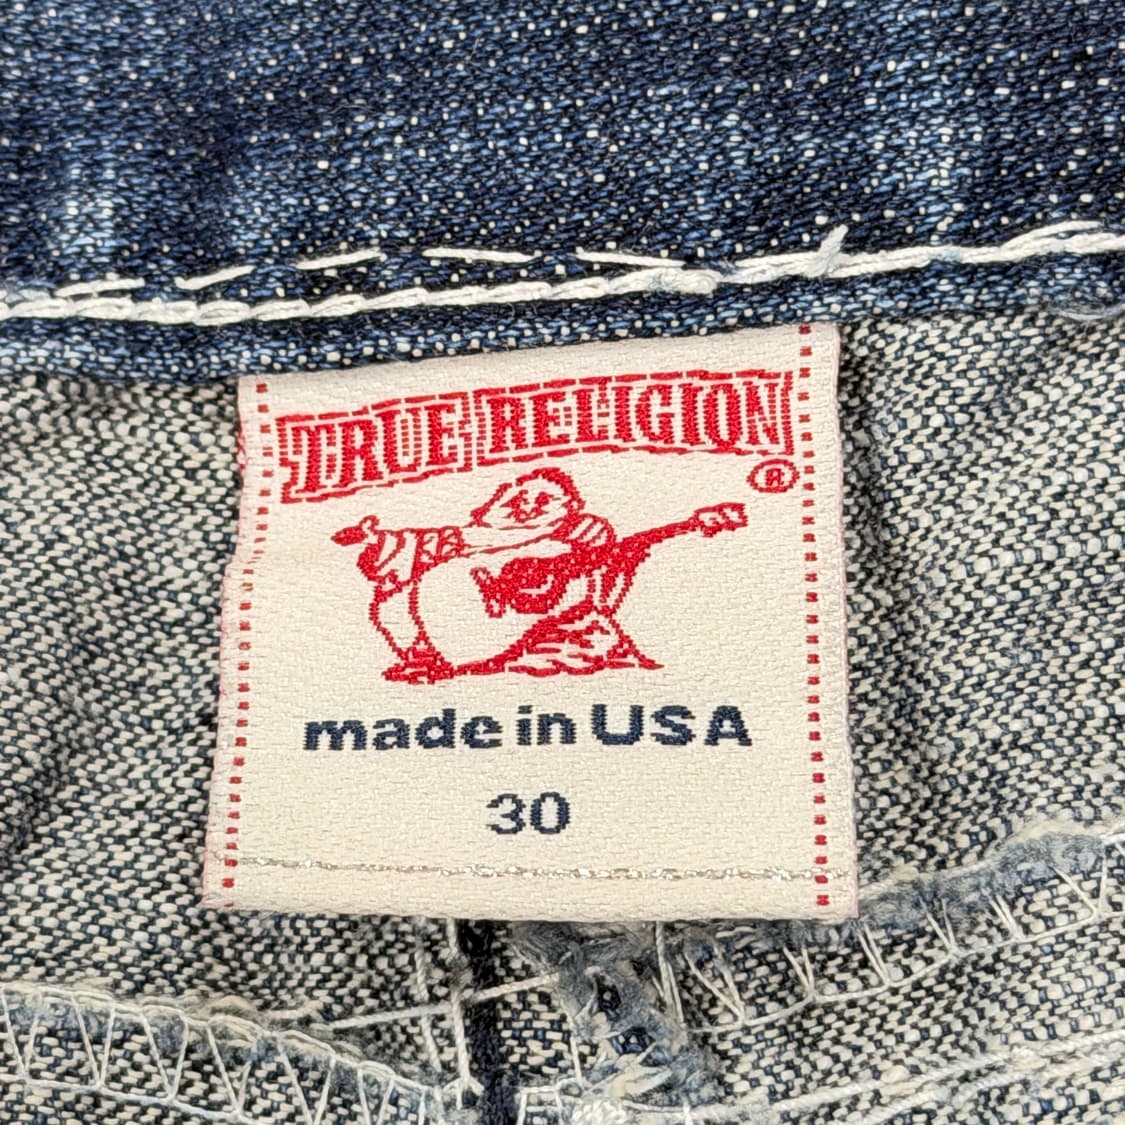 TRUE RELIGION
®
made in USA
30